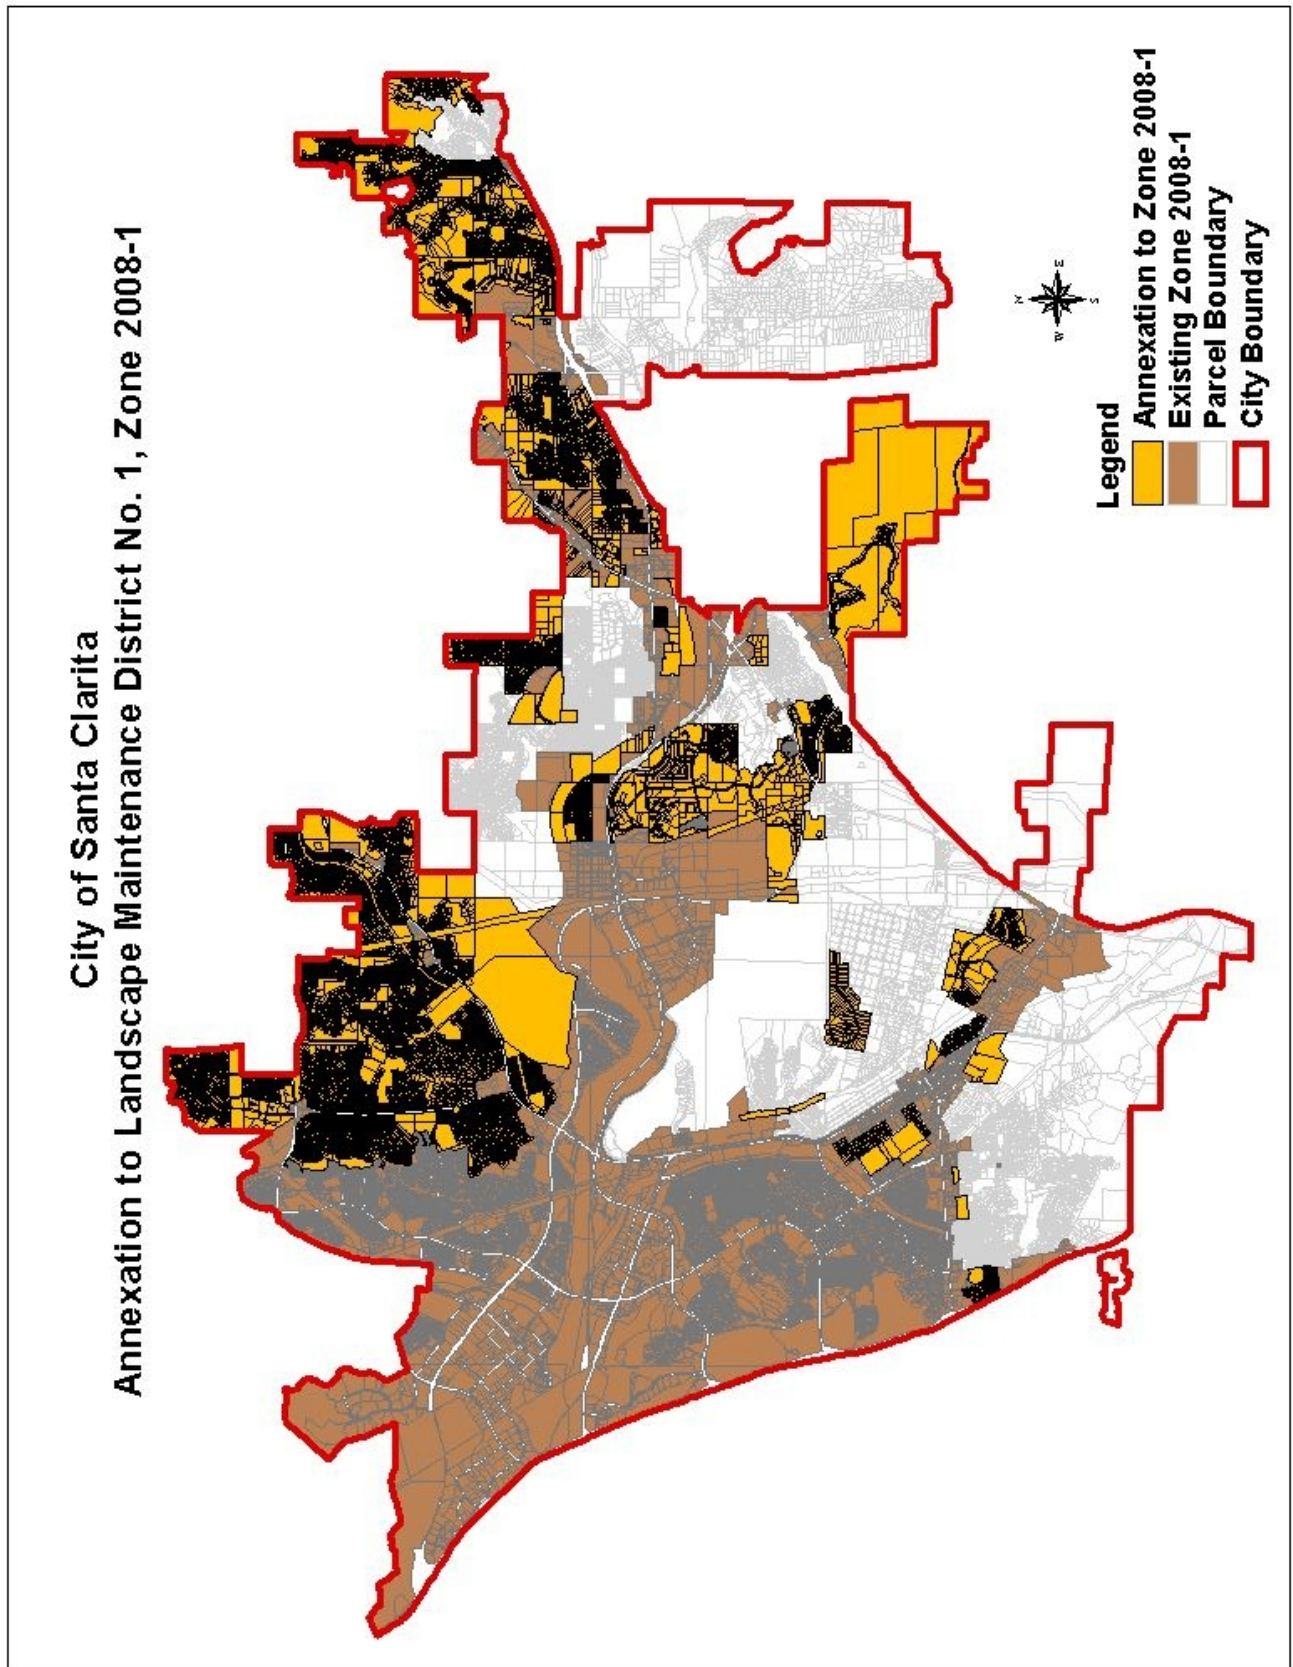 City of Santa Clarita
Annexation to Landscape Maintenance District No. 1, Zone 2008-1
N
W
E
S
Legend
Annexation to Zone 2008-1
Existing Zone 2008-1
Parcel Boundary
City Boundary